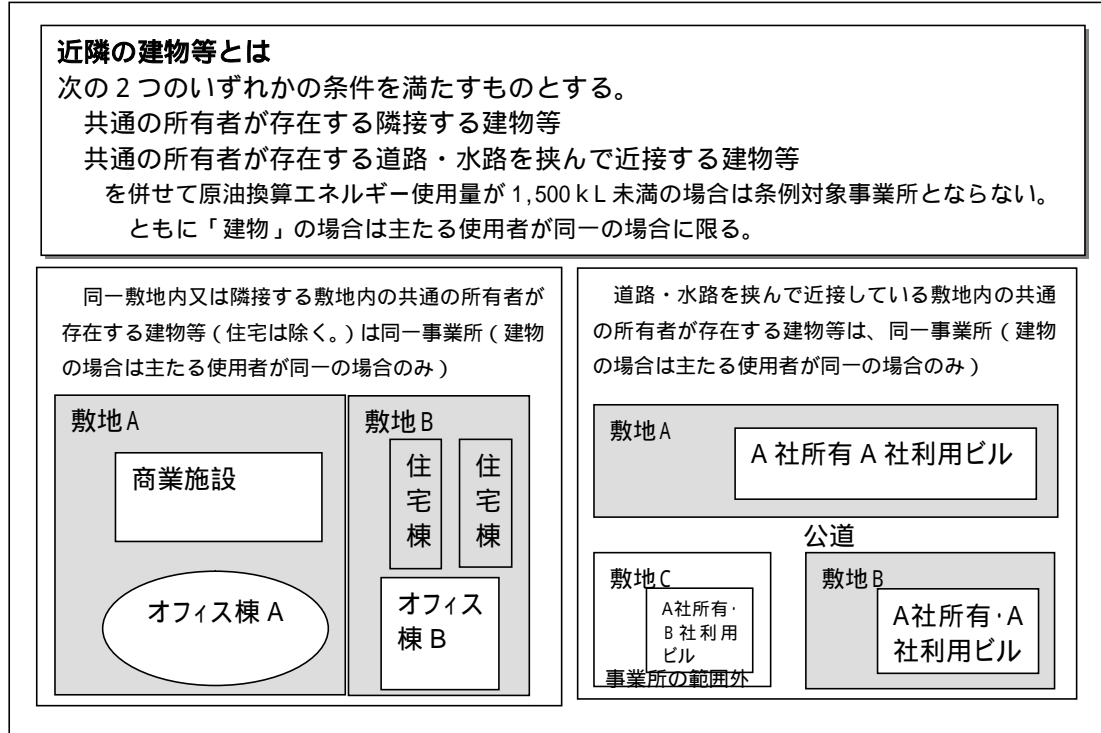 近隣の建物等とは
次の２つのいずれかの条件を満たすものとする。
共通の所有者が存在する隣接する建物等
共通の所有者が存在する道路・水路を挟んで近接する建物等
を併せて原油換算エネルギー使用量が 1,500ｋＬ未満の場合は条例対象事業所とならない。
ともに「建物」の場合は主たる使用者が同一の場合に限る。
同一敷地内又は隣接する敷地内の共通の所有者が
存在する建物等（住宅は除く。）は同一事業所（建物
の場合は主たる使用者が同一の場合のみ）
敷地A
商業施設
オフィス棟 A
敷地B
住宅棟
住宅棟
オフィス
棟 B
道路・水路を挟んで近接している敷地内の共通
の所有者が存在する建物等は、同一事業所（建物
の場合は主たる使用者が同一の場合のみ）
敷地A
A 社所有 A 社利用ビル
公道
敷地C
A社所有・
B 社利用
ビル
事業所の範囲外
敷地B
A社所有・A
社利用ビル